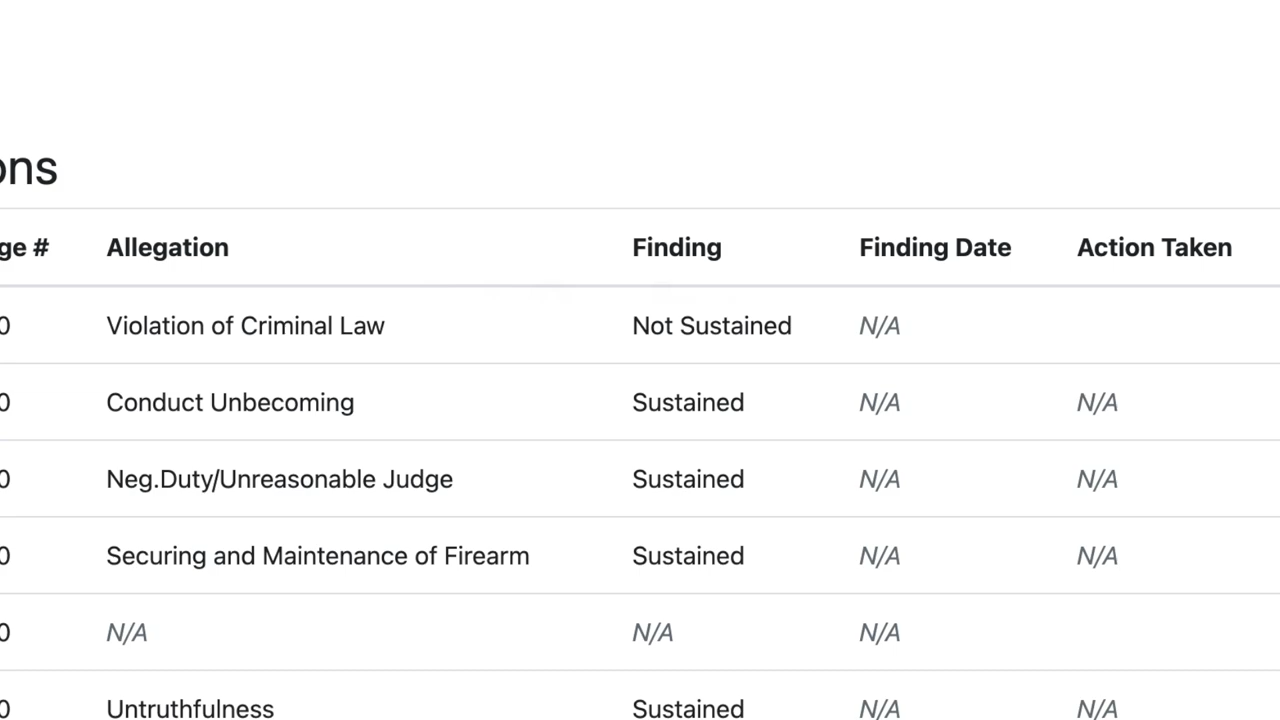 ons
ge # Allegation Finding Finding Date Action Taken
0 Violation of Criminal Law Not Sustained N/A
0 Conduct Unbecoming Sustained N/A N/A
0 Neg.Duty/Unreasonable Judge Sustained N/A N/A
0 Securing and Maintenance of Firearm Sustained N/A N/A
0 N/A N/A N/A
0 Untruthfulness Sustained N/A N/A